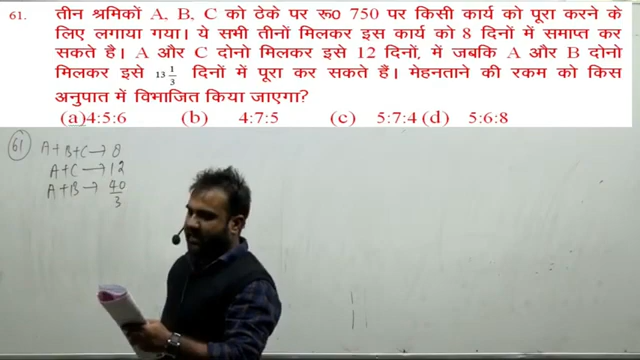 61. तीन श्रमिकों A, B, C को ठेके पर रू0 750 पर किसी कार्य को पूरा करने के
लिए लगाया गया। ये सभी तीनों मिलकर इस कार्य को 8 दिनों में समाप्त कर
सकते है। A और C दोनो मिलकर इसे 12 दिनों, में जबकि A और B दोनो
मिलकर इसे 13 1/3 दिनों में पूरा कर सकते हैं। मेहनताने की रकम को किस
अनुपात में विभाजित किया जाएगा?
(a)4:5:6 (b) 4:7:5 (c) 5:7:4 (d) 5:6:8
61 A+B+C → 8
A+C → 12
A+B → 40/3